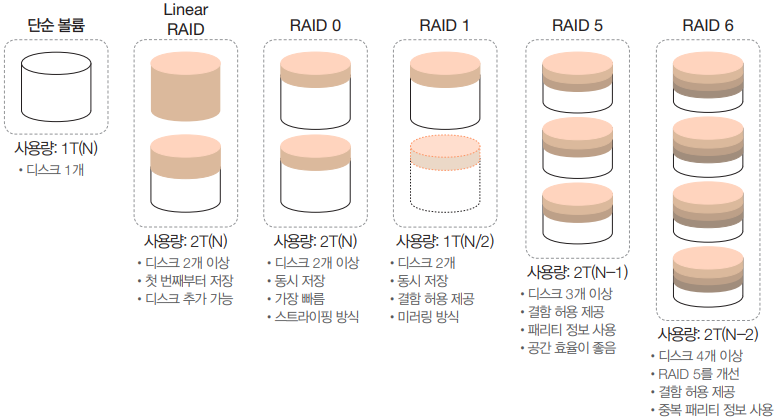 단순 볼륨
사용량: 1T(N)
• 디스크 1개
Linear
RAID
사용량: 2T(N)
• 디스크 2개 이상
• 첫 번째부터 저장
• 디스크 추가 가능
RAID 0
사용량: 2T(N)
• 디스크 2개 이상
• 동시 저장
• 가장 빠름
• 스트라이핑 방식
RAID 1
사용량: 1T(N/2)
• 디스크 2개
• 동시 저장
• 결함 허용 제공
• 미러링 방식
RAID 5
사용량: 2T(N−1)
• 디스크 3개 이상
• 결함 허용 제공
• 패리티 정보 사용
• 공간 효율이 좋음
RAID 6
사용량: 2T(N−2)
• 디스크 4개 이상
• RAID 5를 개선
• 결함 허용 제공
• 중복 패리티 정보 사용